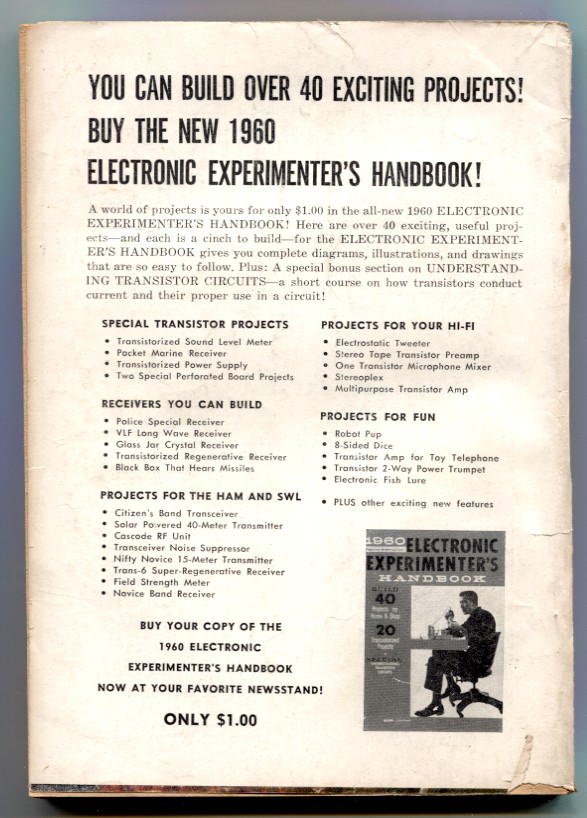 YOU CAN BUILD OVER 40 EXCITING PROJECTS!
BUY THE NEW 1960
ELECTRONIC EXPERIMENTER'S HANDBOOK!
A world of projects is yours for only $1.00 in the all-new 1960 ELECTRONIC
EXPERIMENTER'S HANDBOOK! Here are over 40 exciting, useful proj-
ects—and each is a cinch to build—for the ELECTRONIC EXPERIMENT-
ER'S HANDBOOK gives you complete diagrams, illustrations, and drawings
that are so easy to follow. Plus: A special bonus section on UNDERSTAND-
ING TRANSISTOR CIRCUITS—a short course on how transistors conduct
current and their proper use in a circuit!
SPECIAL TRANSISTOR PROJECTS
• Transistorized Sound Level Meter
• Pocket Marine Receiver
• Transistorized Power Supply
• Two Special Perforated Board Projects
RECEIVERS YOU CAN BUILD
• Police Special Receiver
• VLF Long Wave Receiver
• Glass Jar Crystal Receiver
• Transistorized Regenerative Receiver
• Black Box That Hears Missiles
PROJECTS FOR THE HAM AND SWL
• Citizen's Band Transceiver
• Solar Powered 40-Meter Transmitter
• Cascode RF Unit
• Transceiver Noise Suppressor
• Nifty Novice 15-Meter Transmitter
• Trans-6 Super-Regenerative Receiver
• Field Strength Meter
• Novice Band Receiver
PROJECTS FOR YOUR HI-FI
• Electrostatic Tweeter
• Stereo Tape Transistor Preamp
• One Transistor Microphone Mixer
• Stereoplex
• Multipurpose Transistor Amp
PROJECTS FOR FUN
• Robot Pup
• 8-Sided Dice
• Transistor Amp for Toy Telephone
• Transistor 2-Way Power Trumpet
• Electronic Fish Lure
• PLUS other exciting new features
BUY YOUR COPY OF THE
1960 ELECTRONIC
EXPERIMENTER'S HANDBOOK
NOW AT YOUR FAVORITE NEWSSTAND!
ONLY $1.00
1960 ELECTRONIC
EXPERIMENTER'S
HANDBOOK
BUILD
40
Projects for
Home & Shop
20
Transistorized
Projects